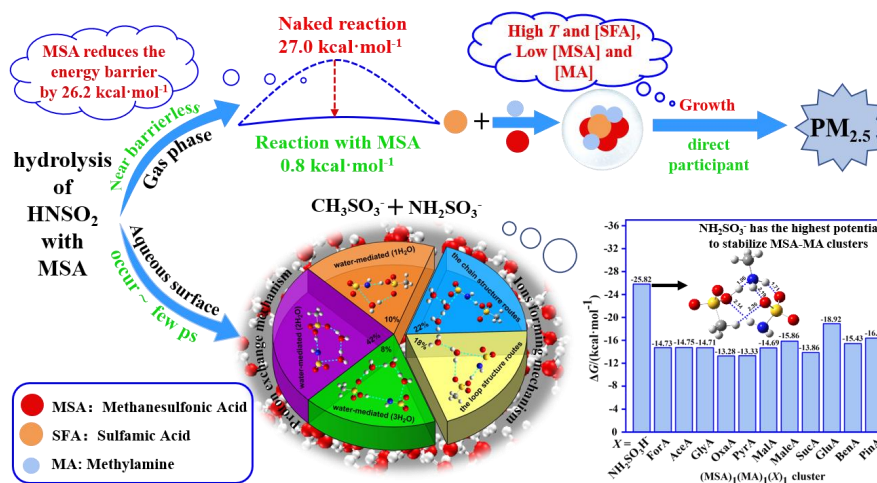 MSA reduces the
energy barrier
by 26.2 kcal·mol⁻¹
Naked reaction
27.0 kcal·mol⁻¹
High T and [SFA],
Low [MSA] and
[MA]
Near barrierless
Gas phase
Reaction with MSA
0.8 kcal·mol⁻¹
+
Growth
direct
participant
PM₂.₅
hydrolysis
of
HNSO₂
with
MSA
Aqueous surface
occur ~ few ps
CH₃SO₃⁻ + NH₂SO₃⁻
Proton exchange mechanism
Ions forming mechanism
water-mediated (1H₂O)
10%
the chain structure routes
22%
water-mediated (2H₂O)
42%
18%
the loop structure routes
8%
water-mediated (3H₂O)
MSA: Methanesulfonic Acid
SFA: Sulfamic Acid
MA: Methylamine
NH₂SO₃⁻ has the highest potential
to stabilize MSA-MA clusters
ΔG/(kcal·mol⁻¹)
-36
-32
-28
-24
-20
-16
-12
-8
-4
0
-25.82
-14.73
-14.75
-14.71
-13.28
-13.33
-14.69
-15.86
-13.86
-18.92
-15.43
X =
NH₂SO₃H⁻
ForA
AceA
GlyA
OxaA
PyrA
MalA
MaleA
SucA
GluA
BenA
PinA
(MSA)₁(MA)₁(X)₁
cluster